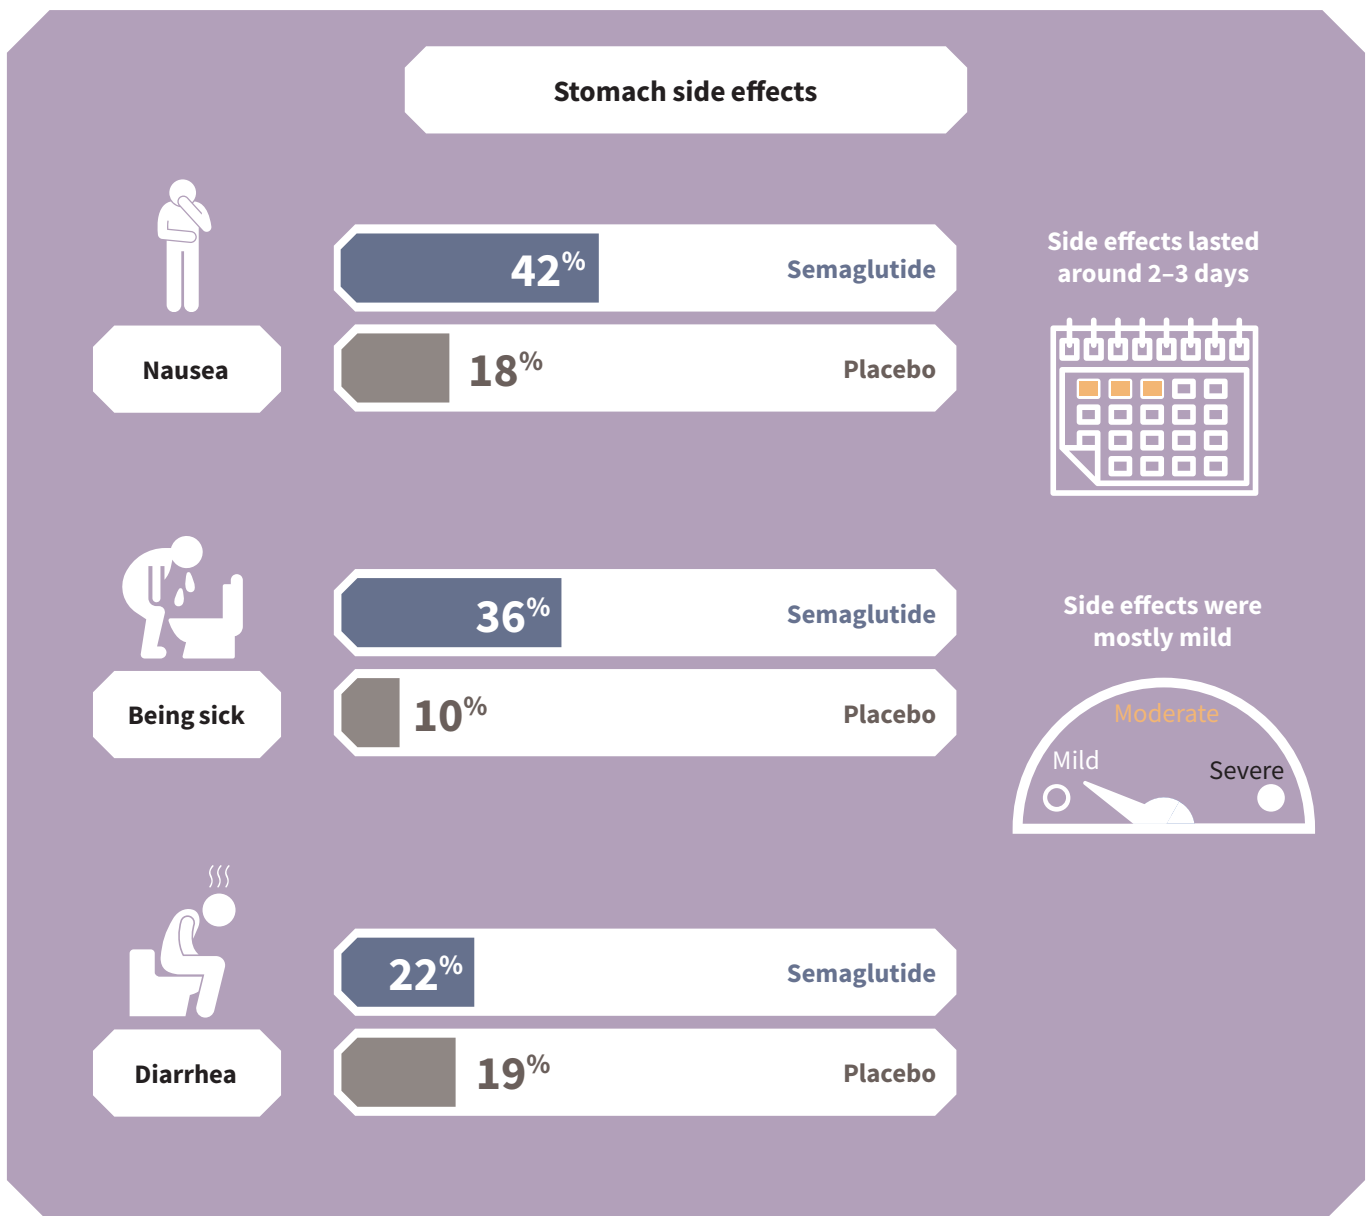 Stomach side effects
42%
Semaglutide
18%
Placebo
Nausea
Side effects lasted
around 2–3 days
36%
Semaglutide
10%
Placebo
Being sick
Side effects were
mostly mild
Moderate
Mild
Severe
22%
Semaglutide
19%
Placebo
Diarrhea